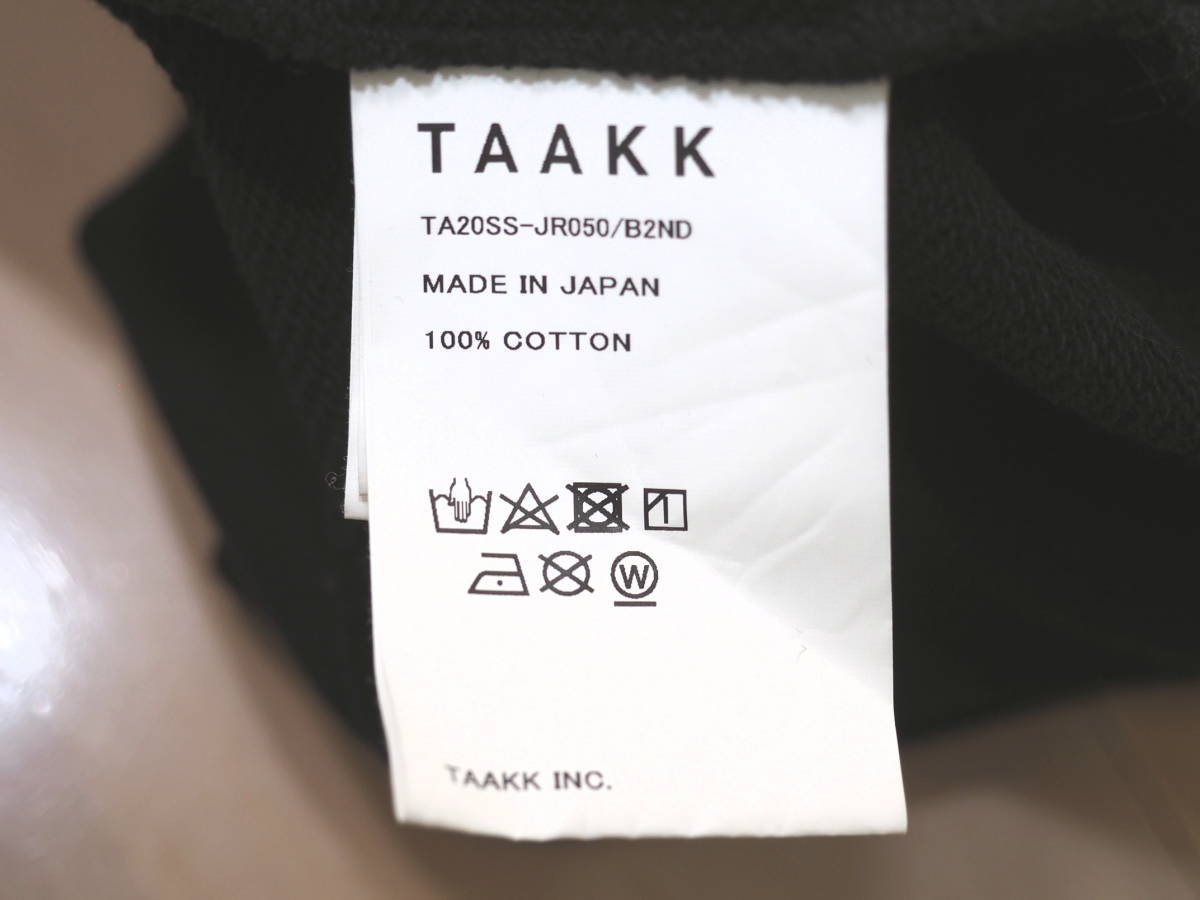 TAAKK
TA20SS-JR050/B2ND
MADE IN JAPAN
100% COTTON
W
TAAKK INC.